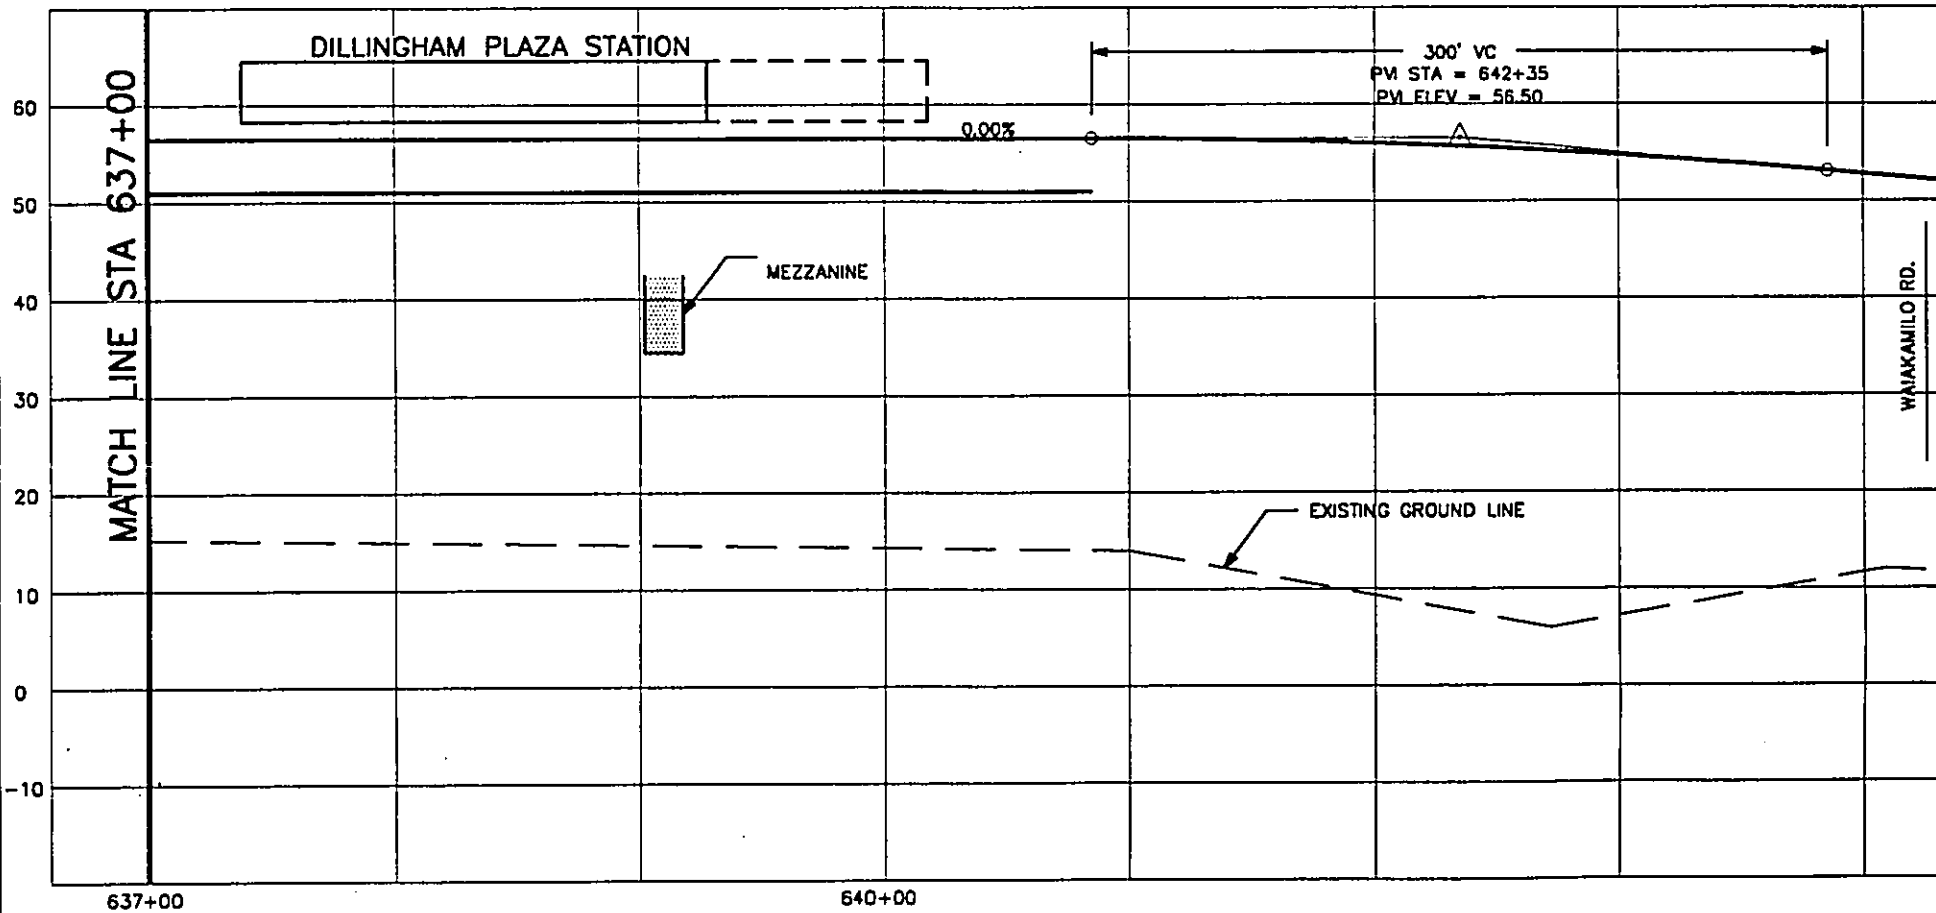 DILLINGHAM PLAZA STATION
300' VC
PVI STA = 642+35
PVI ELEV = 56.50
0.00%
MATCH LINE STA 637+00
60
50
40
30
20
10
0
-10
MEZZANINE
WAIAKAMILO RD.
EXISTING GROUND LINE
637+00
640+00